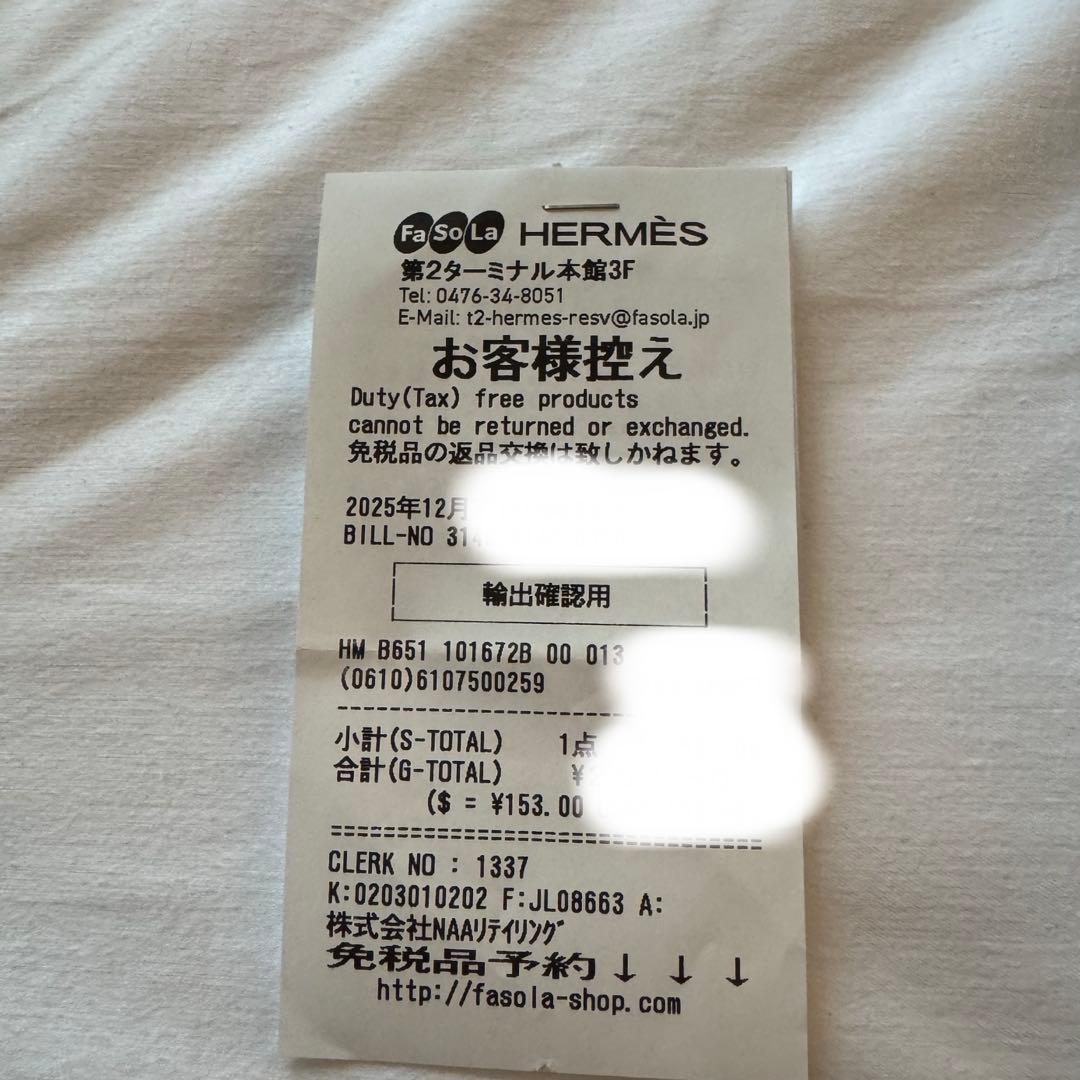 FaSoLa HERMÈS
第2ターミナル本館3F
Tel: 0476-34-8051
E-Mail: t2-hermes-resv@fasola.jp
お客様控え
Duty(Tax) free products
cannot be returned or exchanged.
免税品の返品交換は致しかねます。
2025年12月
BILL-NO 314
輸出確認用
HM B651 101672B 00 013
(0610)6107500259
小計(S-TOTAL) 1点
合計(G-TOTAL) ¥
($ = ¥153.00
CLERK NO : 1337
K:0203010202 F:JL08663 A:
株式会社NAAリテイリング
免税品予約↓ ↓ ↓
http://fasola-shop.com